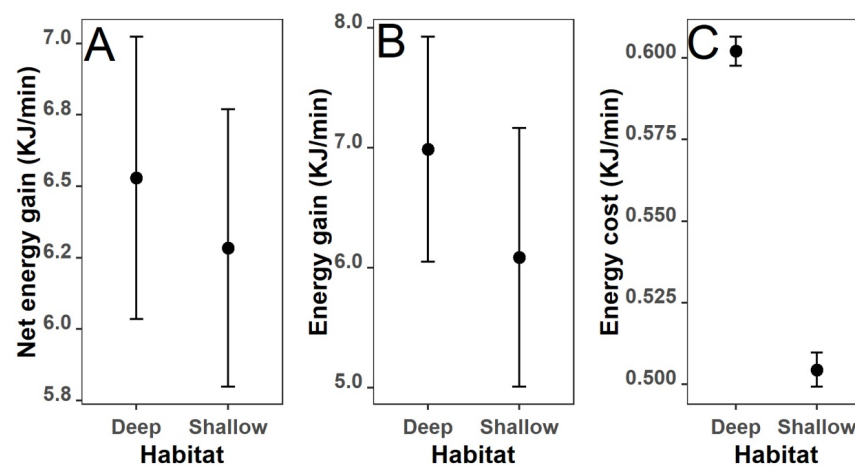 A
Net energy gain (KJ/min)
7.0
6.8
6.5
6.2
6.0
5.8
Deep Shallow
Habitat
B
Energy gain (KJ/min)
8.0
7.0
6.0
5.0
Deep Shallow
Habitat
C
Energy cost (KJ/min)
0.600
0.575
0.550
0.525
0.500
Deep Shallow
Habitat